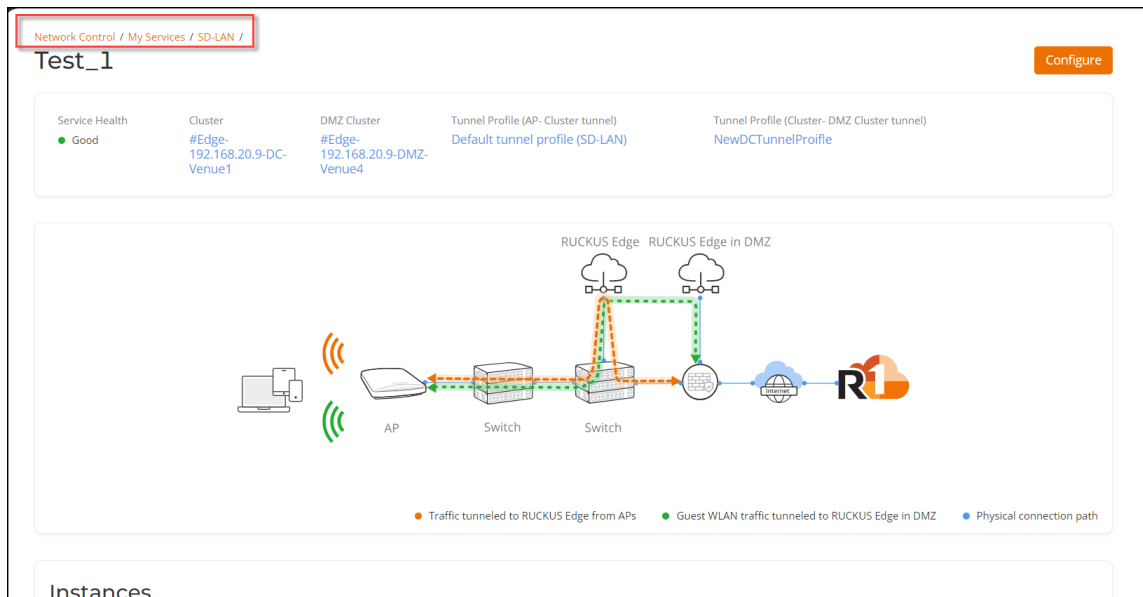 Network Control / My Services / SD-LAN /
Test_1
Configure
Service Health
Good
Cluster
#Edge-
192.168.20.9-DC-
Venue1
DMZ Cluster
#Edge-
192.168.20.9-DMZ-
Venue4
Tunnel Profile (AP- Cluster tunnel)
Default tunnel profile (SD-LAN)
Tunnel Profile (Cluster- DMZ Cluster tunnel)
NewDCTunnelProifle
RUCKUS Edge
RUCKUS Edge in DMZ
AP
Switch
Switch
Internet
R1
Traffic tunneled to RUCKUS Edge from APs
Guest WLAN traffic tunneled to RUCKUS Edge in DMZ
Physical connection path
Instances